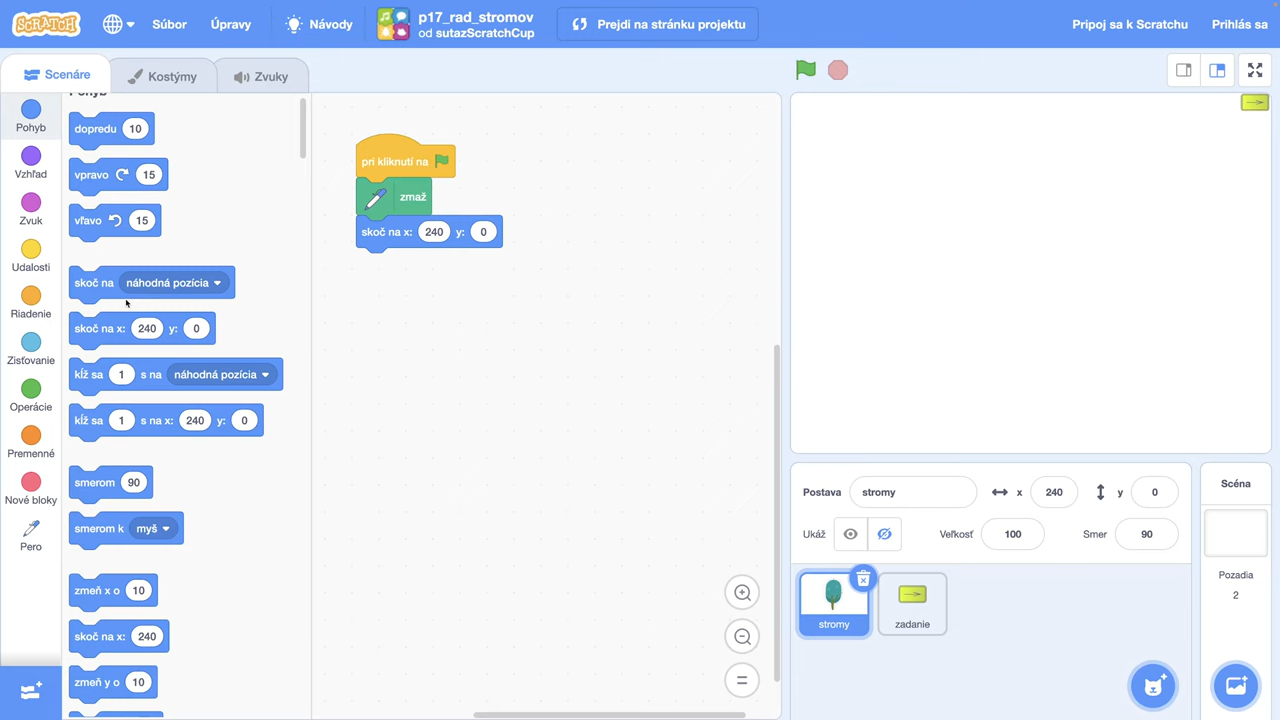 SCRATCH
Súbor
Úpravy
Návody
p17_rad_stromov
od sutazScratchCup
Prejdi na stránku projektu
Pripoj sa k Scratchu
Prihlás sa
Scenáre
Kostýmy
Zvuky
Pohyb
Vzhľad
Zvuk
Udalosti
Riadenie
Zisťovanie
Operácie
Premenné
Nové bloky
Pero
Pohyb
dopredu 10
vpravo 15
vľavo 15
skoč na náhodná pozícia
skoč na x: 240 y: 0
kĺž sa 1 s na náhodná pozícia
kĺž sa 1 s na x: 240 y: 0
smerom 90
smerom k myš
zmeň x o 10
skoč na x: 240
zmeň y o 10
pri kliknutí na
zmaž
skoč na x: 240 y: 0
Postava stromy x 240 y 0
Ukáž Veľkosť 100 Smer 90
stromy
zadanie
Scéna
Pozadia
2